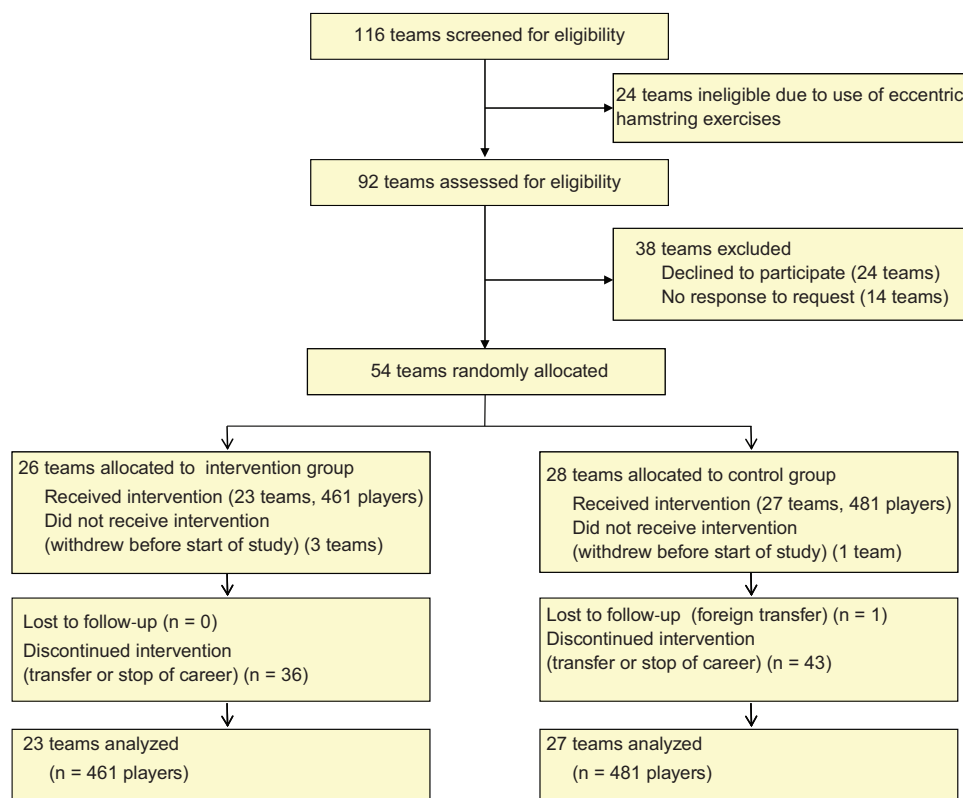 116 teams screened for eligibility
24 teams ineligible due to use of eccentric
hamstring exercises
92 teams assessed for eligibility
38 teams excluded
Declined to participate (24 teams)
No response to request (14 teams)
54 teams randomly allocated
26 teams allocated to intervention group
Received intervention (23 teams, 461 players)
Did not receive intervention
(withdrew before start of study) (3 teams)
28 teams allocated to control group
Received intervention (27 teams, 481 players)
Did not receive intervention
(withdrew before start of study) (1 team)
Lost to follow-up (n = 0)
Discontinued intervention
(transfer or stop of career) (n = 36)
Lost to follow-up (foreign transfer) (n = 1)
Discontinued intervention
(transfer or stop of career) (n = 43)
23 teams analyzed
(n = 461 players)
27 teams analyzed
(n = 481 players)